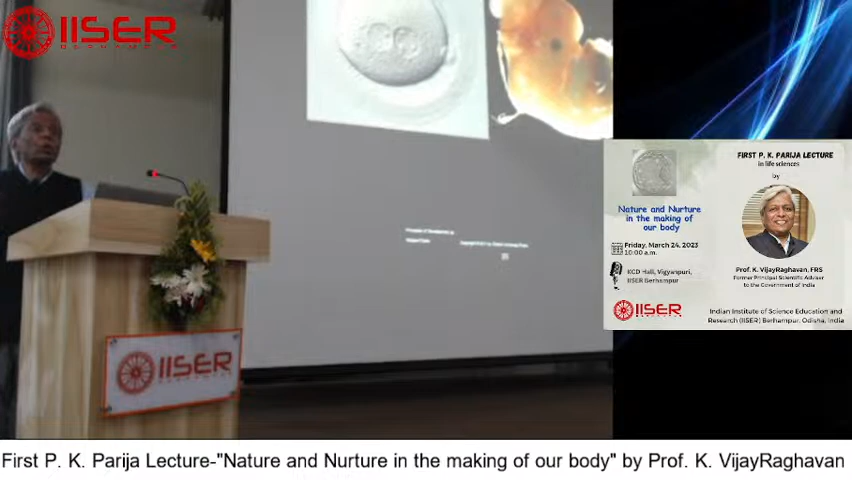 IISER
BERHAMPUR
FIRST P. K. PARIJA LECTURE
in life sciences
by
Nature and Nurture
in the making of
our body
Friday, March 24, 2023
10:00 a.m.
Prof. K. VijayRaghavan, FRS
Former Principal Scientific Adviser
to the Government of India
KCD Hall, Vigyanpuri,
IISER Berhampur
IISER
Indian Institute of Science Education and
Research (IISER) Berhampur, Odisha, India
IISER
BERHAMPUR
First P. K. Parija Lecture-"Nature and Nurture in the making of our body" by Prof. K. VijayRaghavan